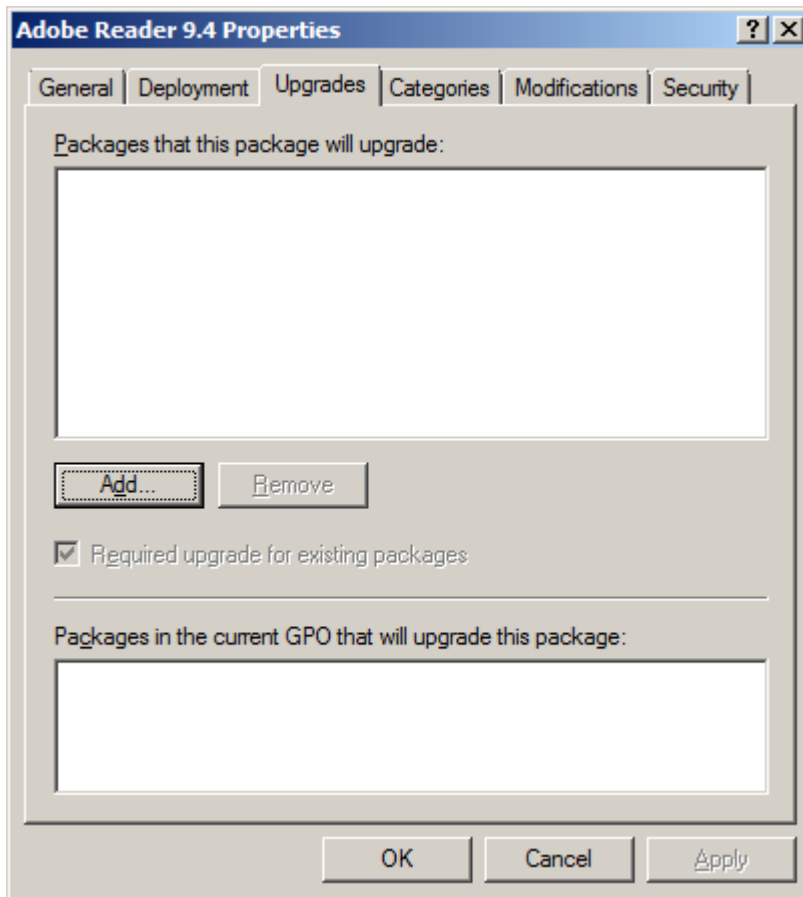 Adobe Reader 9.4 Properties
General Deployment Upgrades Categories Modifications Security
Packages that this package will upgrade:
Add... Remove
Required upgrade for existing packages
Packages in the current GPO that will upgrade this package:
OK Cancel Apply